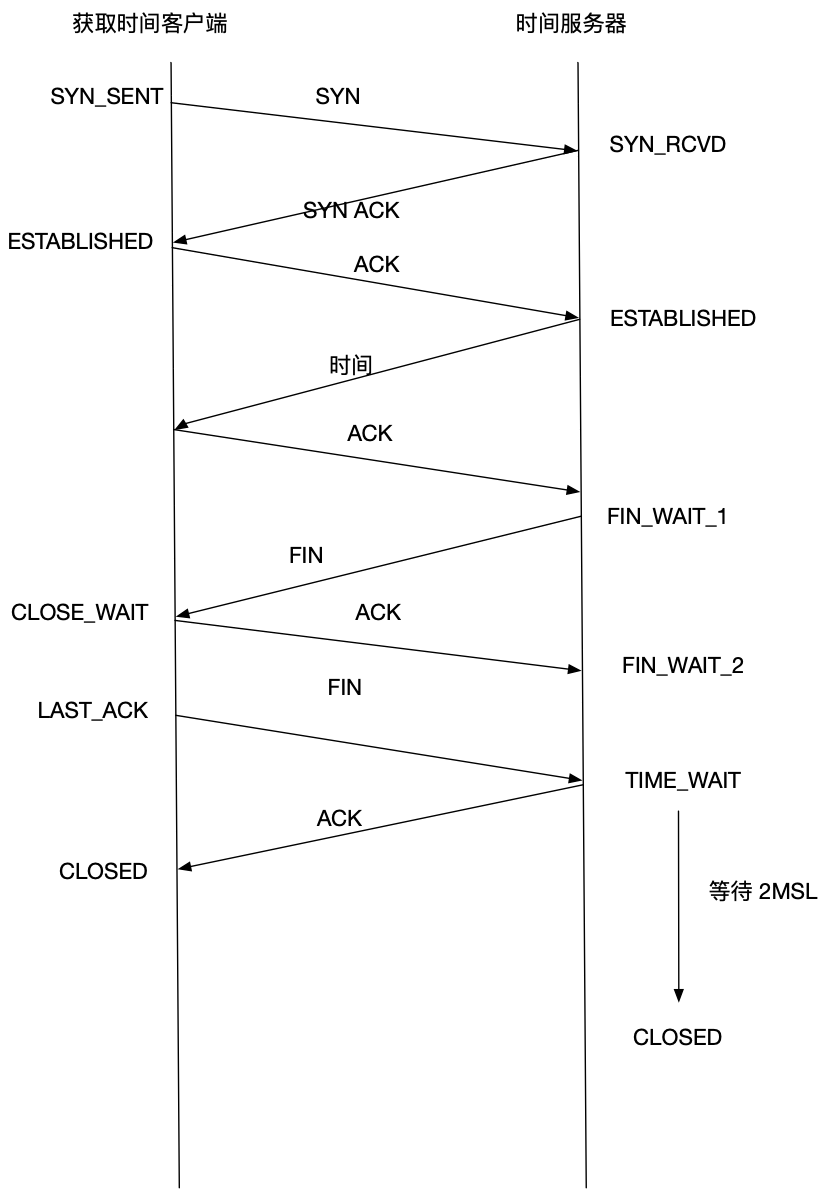 获取时间客户端
时间服务器
SYN_SENT
SYN
SYN_RCVD
SYN ACK
ESTABLISHED
ACK
ESTABLISHED
时间
ACK
FIN_WAIT_1
FIN
CLOSE_WAIT
ACK
FIN_WAIT_2
FIN
LAST_ACK
TIME_WAIT
ACK
CLOSED
等待 2MSL
CLOSED